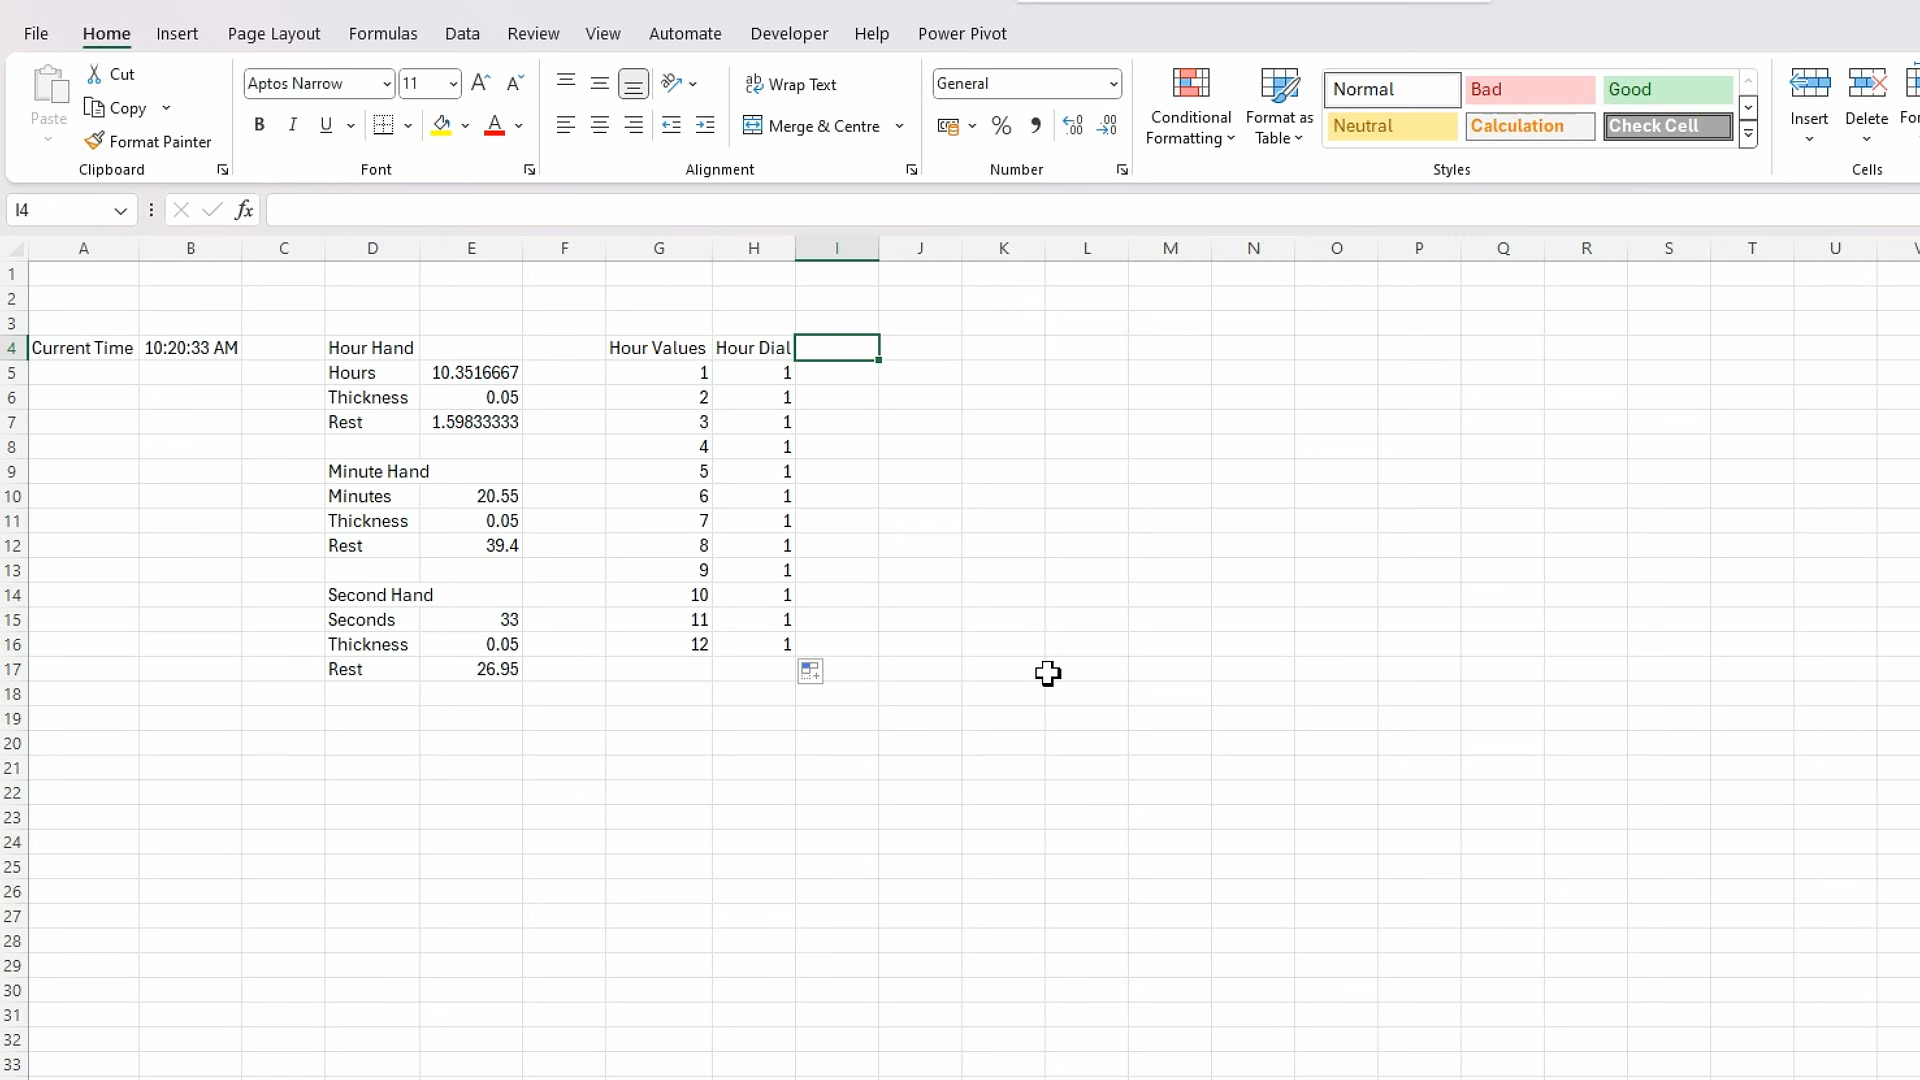 File Home Insert Page Layout Formulas Data Review View Automate Developer Help Power Pivot
Paste Cut Copy Format Painter
Clipboard
Aptos Narrow 11
B I U A
Font
Wrap Text
Merge & Centre
Alignment
General
% 9
Number
Conditional Formatting
Format as Table
Normal Bad Good
Neutral Calculation Check Cell
Styles
Insert Delete
Cells
I4 fx
A B C D E F G H I J K L M N O P Q R S T U
1
2
3
4 Current Time 10:20:33 AM Hour Hand Hour Values Hour Dial
5 Hours 10.3516667 1 1
6 Thickness 0.05 2 1
7 Rest 1.59833333 3 1
8 4 1
9 Minute Hand 5 1
10 Minutes 20.55 6 1
11 Thickness 0.05 7 1
12 Rest 39.4 8 1
13 9 1
14 Second Hand 10 1
15 Seconds 33 11 1
16 Thickness 0.05 12 1
17 Rest 26.95
18
19
20
21
22
23
24
25
26
27
28
29
30
31
32
33